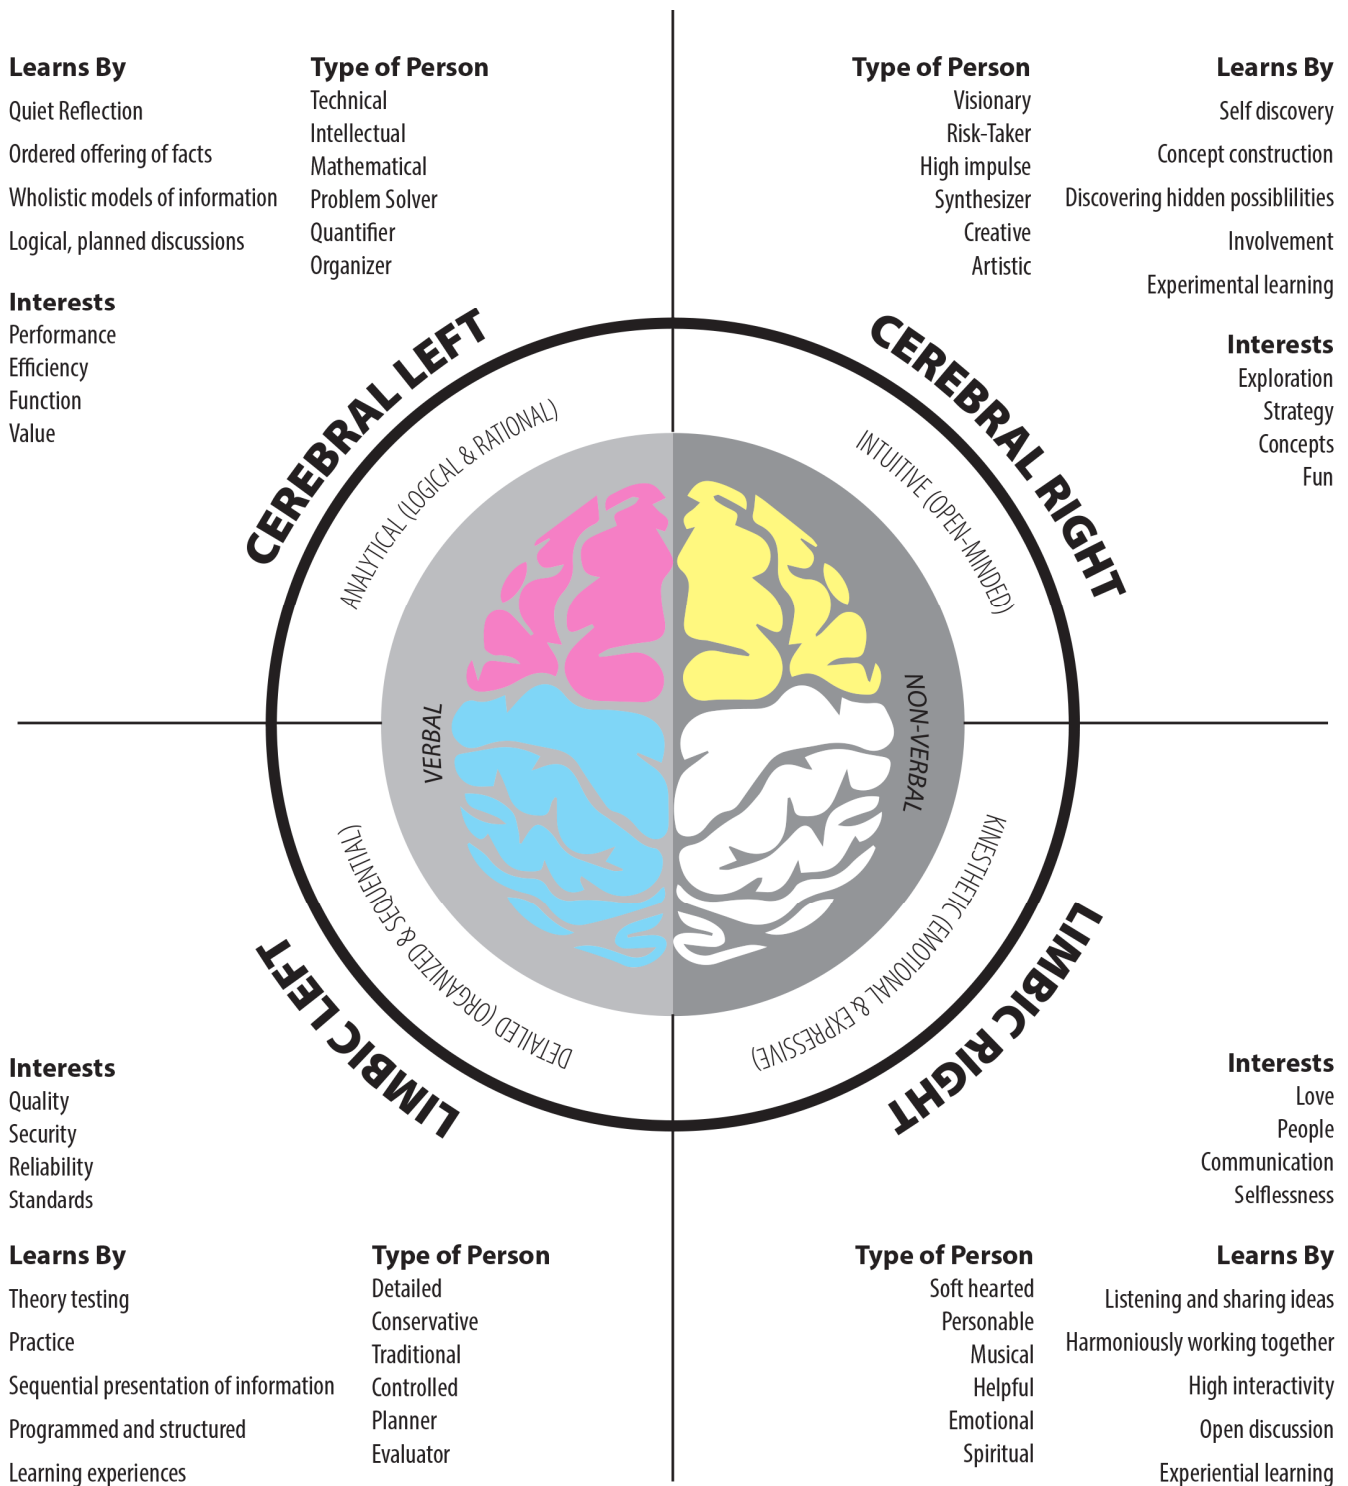 Learns By
Quiet Reflection
Ordered offering of facts
Wholistic models of information
Logical, planned discussions
Interests
Performance
Efficiency
Function
Value
Type of Person
Technical
Intellectual
Mathematical
Problem Solver
Quantifier
Organizer
Type of Person
Visionary
Risk-Taker
High impulse
Synthesizer
Creative
Artistic
Learns By
Self discovery
Concept construction
Discovering hidden possiblilities
Involvement
Experimental learning
Interests
Exploration
Strategy
Concepts
Fun
CEREBRAL LEFT
ANALYTICAL (LOGICAL & RATIONAL)
CEREBRAL RIGHT
INTUITIVE (OPEN-MINDED)
VERBAL
NON-VERBAL
LIMBIC LEFT
DETAILED (ORGANIZED & SEQUENTIAL)
LIMBIC RIGHT
KINESTHETIC (EMOTIONAL & EXPRESSIVE)
Interests
Quality
Security
Reliability
Standards
Learns By
Theory testing
Practice
Sequential presentation of information
Programmed and structured
Learning experiences
Type of Person
Detailed
Conservative
Traditional
Controlled
Planner
Evaluator
Interests
Love
People
Communication
Selflessness
Type of Person
Soft hearted
Personable
Musical
Helpful
Emotional
Spiritual
Learns By
Listening and sharing ideas
Harmoniously working together
High interactivity
Open discussion
Experiential learning